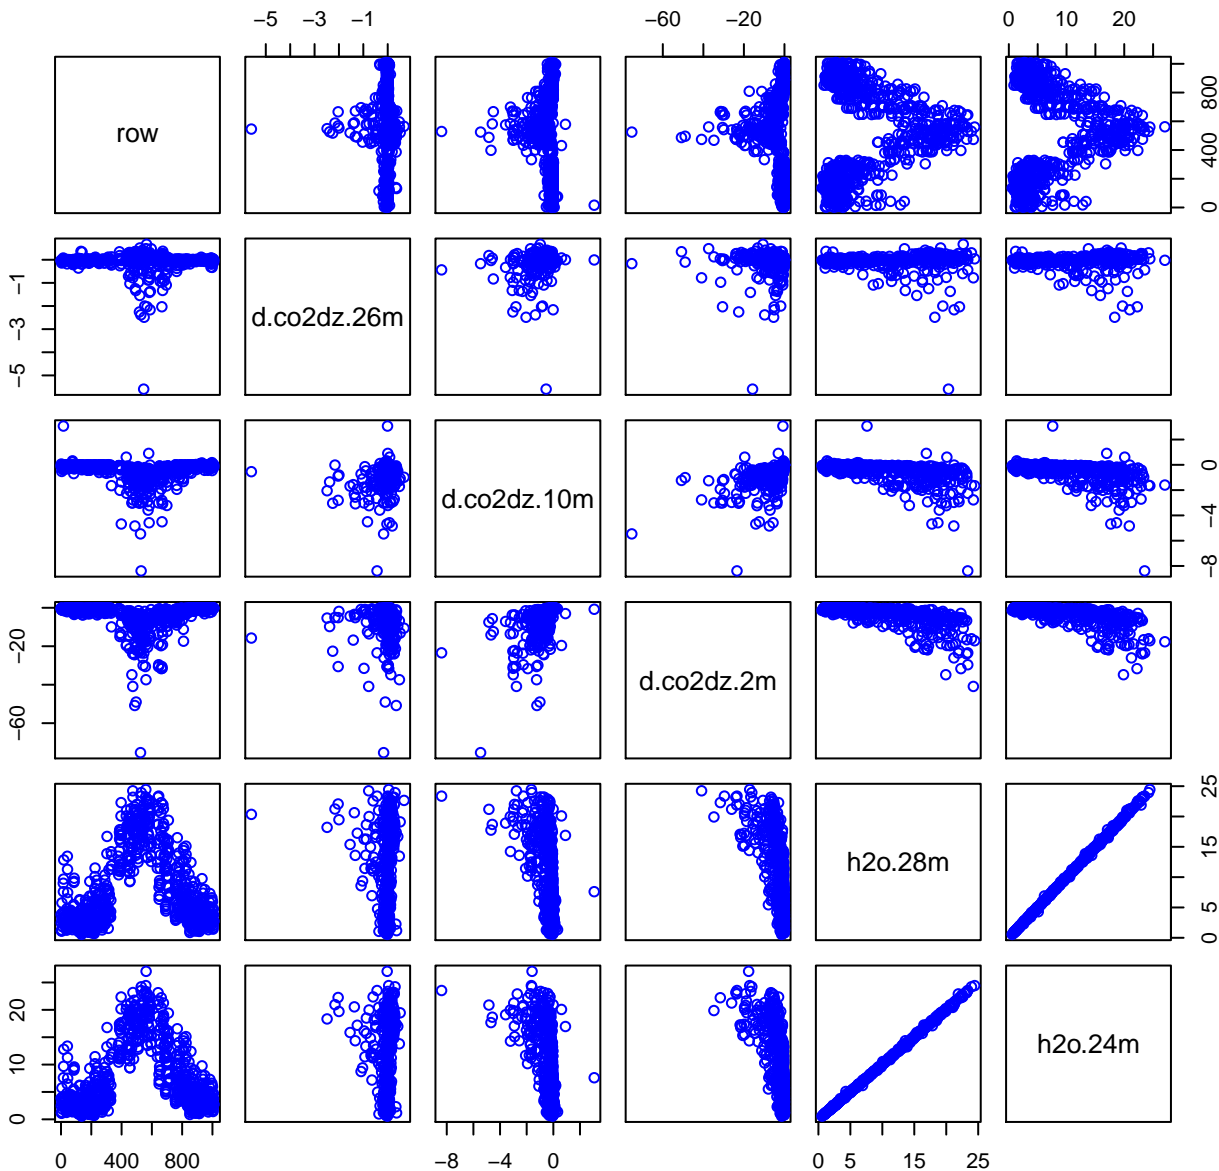 −5 −3 −1 −60 −20 0 10 20
row 0 400 800
−5 −3 −1 d.co2dz.26m
d.co2dz.10m −8 −4 0
−60 −20 d.co2dz.2m
h2o.28m 0 5 15 25
0 10 20 h2o.24m
0 400 800 −8 −4 0 0 5 15 25